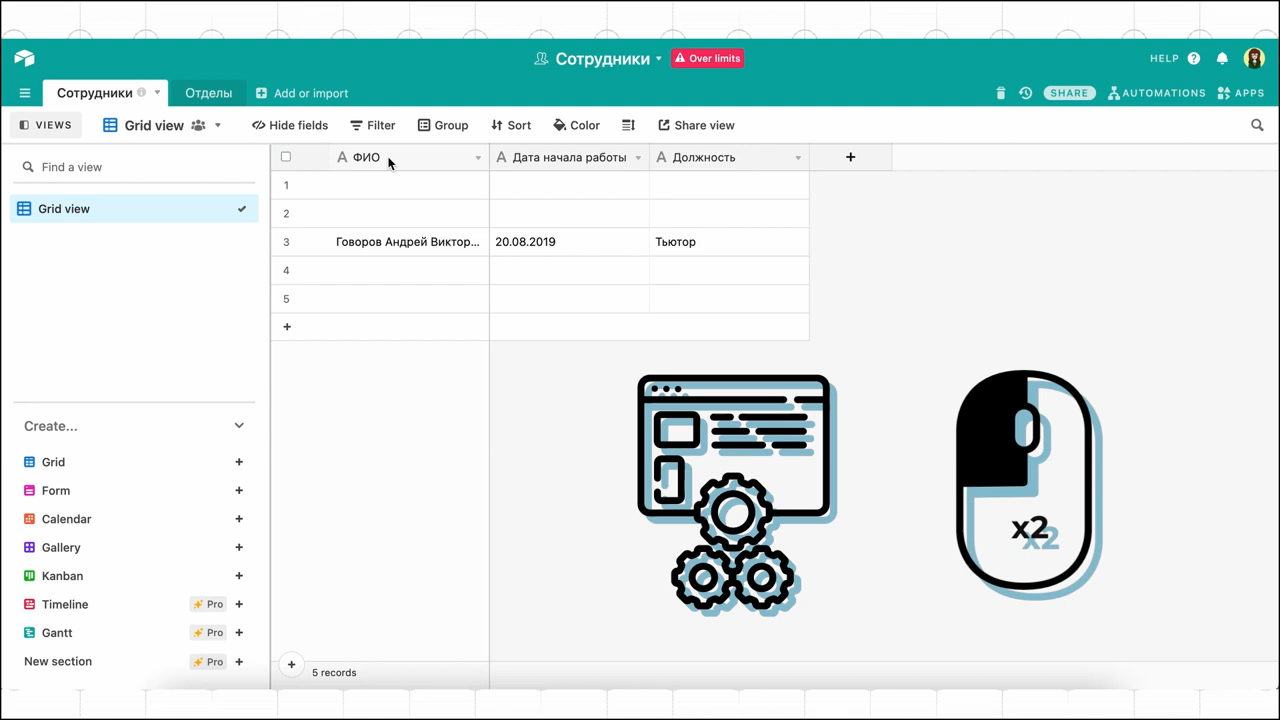 Сотрудники
Over limits
HELP
Сотрудники
Отделы
Add or import
SHARE
AUTOMATIONS
APPS
VIEWS
Grid view
Hide fields
Filter
Group
Sort
Color
Share view
Find a view
Grid view
ФИО
Дата начала работы
Должность
1
2
3
Говоров Андрей Виктор...
20.08.2019
Тьютор
4
5
Create...
Grid
Form
Calendar
Gallery
Kanban
Timeline
Pro
Gantt
Pro
New section
Pro
5 records
x2